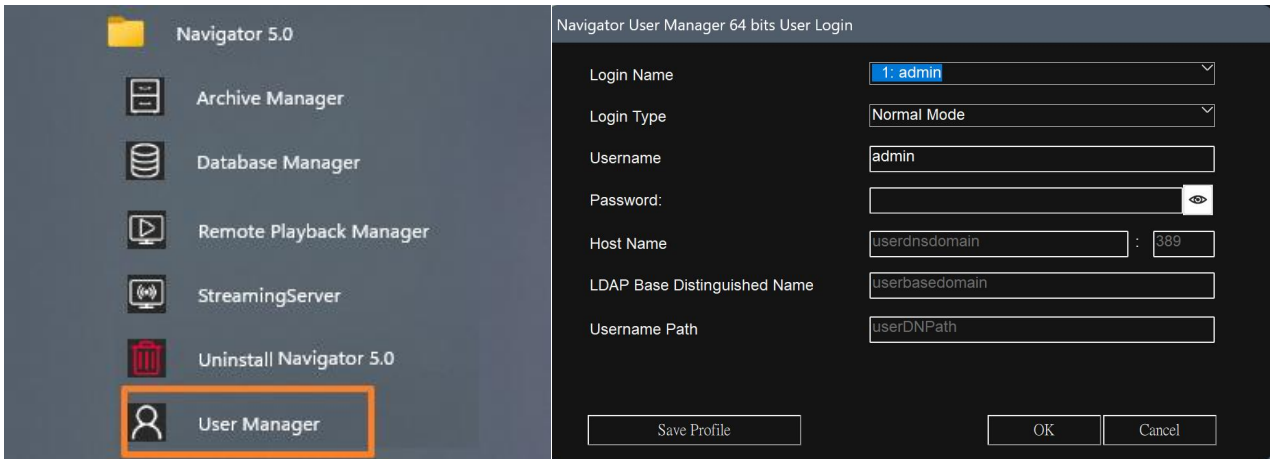 Navigator 5.0
Archive Manager
Database Manager
Remote Playback Manager
StreamingServer
Uninstall Navigator 5.0
User Manager
Navigator User Manager 64 bits User Login
Login Name 1: admin
Login Type Normal Mode
Username admin
Password:
Host Name userdnsdomain : 389
LDAP Base Distinguished Name userbasedomain
Username Path userDNPath
Save Profile OK Cancel